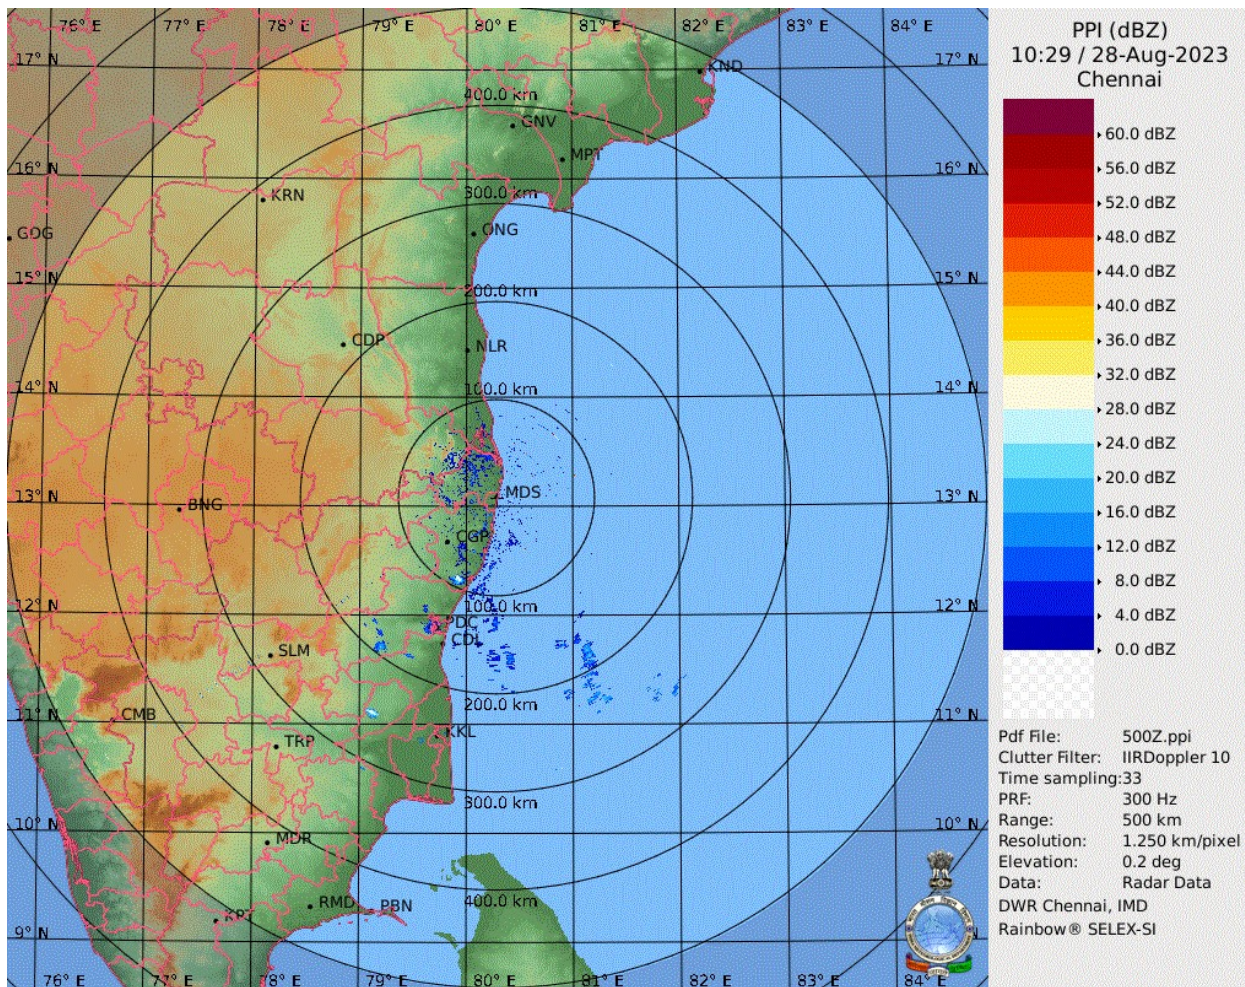 76° E 77° E 78° E 79° E 80° E 81° E 82° E 83° E 84° E
17° N 17° N
KND
400.0 km
GNV
MPT
16° N 16° N
300.0 km
KRN
ONG
GOG
15° N 15° N
200.0 km
CDP
NLR
14° N 14° N
100.0 km
MDS
13° N 13° N
BNG
CGP
12° N 12° N
100.0 km
PDC
CDL
SLM
200.0 km
11° N 11° N
CMB
KKL
TRP
300.0 km
10° N 10° N
MDR
400.0 km
RMD PBN
KPT
9° N
76° E 77° E 78° E 79° E 80° E 81° E 82° E 83° E 84° E
PPI (dBZ)
10:29 / 28-Aug-2023
Chennai
60.0 dBZ
56.0 dBZ
52.0 dBZ
48.0 dBZ
44.0 dBZ
40.0 dBZ
36.0 dBZ
32.0 dBZ
28.0 dBZ
24.0 dBZ
20.0 dBZ
16.0 dBZ
12.0 dBZ
8.0 dBZ
4.0 dBZ
0.0 dBZ
Pdf File: 500Z.ppi
Clutter Filter: IIRDoppler 10
Time sampling:33
PRF: 300 Hz
Range: 500 km
Resolution: 1.250 km/pixel
Elevation: 0.2 deg
Data: Radar Data
DWR Chennai, IMD
Rainbow® SELEX-SI